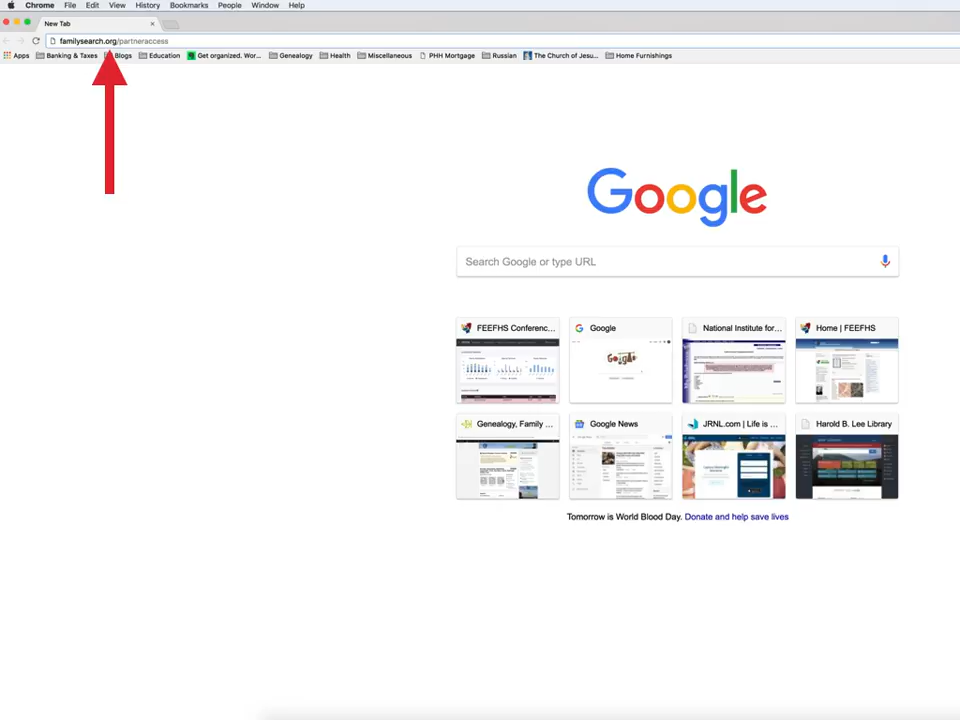 Chrome File Edit View History Bookmarks People Window Help
New Tab
familysearch.org/partneraccess
Apps Banking & Taxes Blogs Education Get organized. Wor... Genealogy Health Miscellaneous PHH Mortgage Russian The Church of Jesu... Home Furnishings
Google
Search Google or type URL
FEEFHS Conferenc... Google National Institute for... Home | FEEFHS
Genealogy, Family ... Google News JRNL.com | Life is ... Harold B. Lee Library
Tomorrow is World Blood Day. Donate and help save lives